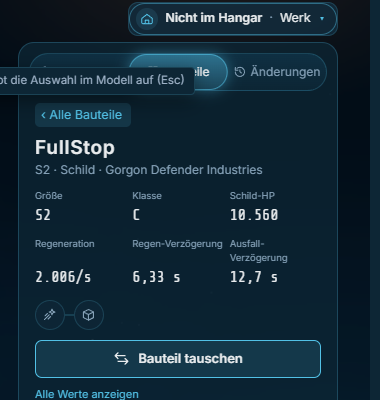 Nicht im Hangar · Werk
die Auswahl im Modell auf (Esc)
Änderungen
‹ Alle Bauteile
FullStop
S2 · Schild · Gorgon Defender Industries
Größe Klasse Schild-HP
S2 C 10.560
Regeneration Regen-Verzögerung Ausfall-
Verzögerung
2.006/s 6,33 s 12,7 s
Bauteil tauschen
Alle Werte anzeigen